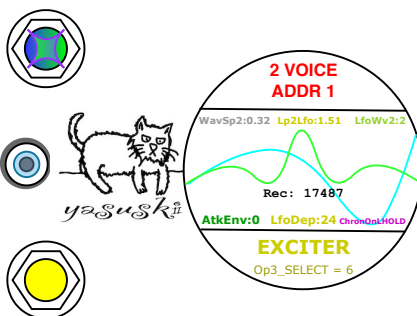 2 VOICE
ADDR 1
WavSp2:0.32 Lp2Lfo:1.51 LfoWv2:2
Rec: 17487
yasuski
AtkEnv:0 LfoDep:24 ChronOnLHOLD
EXCITER
Op3_SELECT = 6